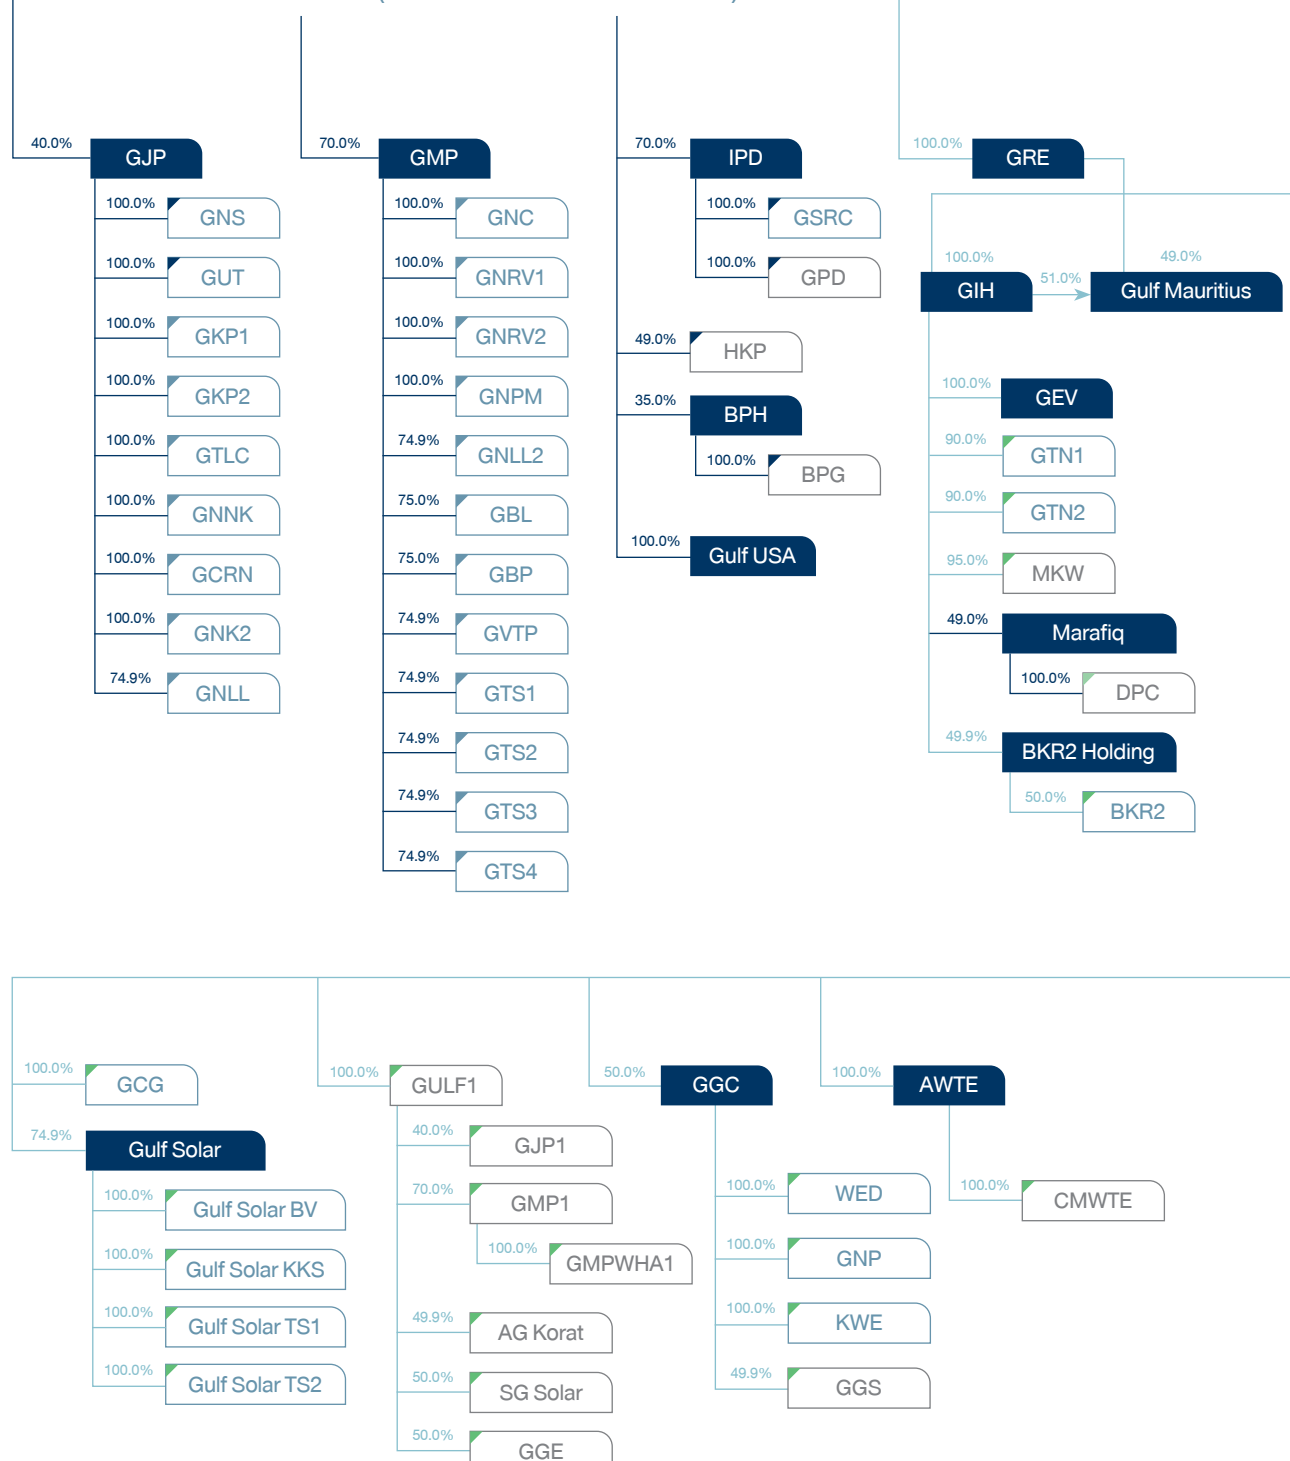 40.0%
GJP
100.0%
GNS
100.0%
GUT
100.0%
GKP1
100.0%
GKP2
100.0%
GTLC
100.0%
GNNK
100.0%
GCRN
100.0%
GNK2
74.9%
GNLL
70.0%
GMP
100.0%
GNC
100.0%
GNRV1
100.0%
GNRV2
100.0%
GNPM
74.9%
GNLL2
75.0%
GBL
75.0%
GBP
74.9%
GVTP
74.9%
GTS1
74.9%
GTS2
74.9%
GTS3
74.9%
GTS4
70.0%
IPD
100.0%
GSRC
100.0%
GPD
49.0%
HKP
35.0%
BPH
100.0%
BPG
100.0%
Gulf USA
100.0%
GRE
100.0%
GIH
51.0%
49.0%
Gulf Mauritius
100.0%
GEV
90.0%
GTN1
90.0%
GTN2
95.0%
MKW
49.0%
Marafiq
100.0%
DPC
49.9%
BKR2 Holding
50.0%
BKR2
100.0%
GCG
74.9%
Gulf Solar
100.0%
Gulf Solar BV
100.0%
Gulf Solar KKS
100.0%
Gulf Solar TS1
100.0%
Gulf Solar TS2
100.0%
GULF1
40.0%
GJP1
70.0%
GMP1
100.0%
GMPWHA1
49.9%
AG Korat
50.0%
SG Solar
50.0%
GGE
50.0%
GGC
100.0%
WED
100.0%
GNP
100.0%
KWE
49.9%
GGS
100.0%
AWTE
100.0%
CMWTE